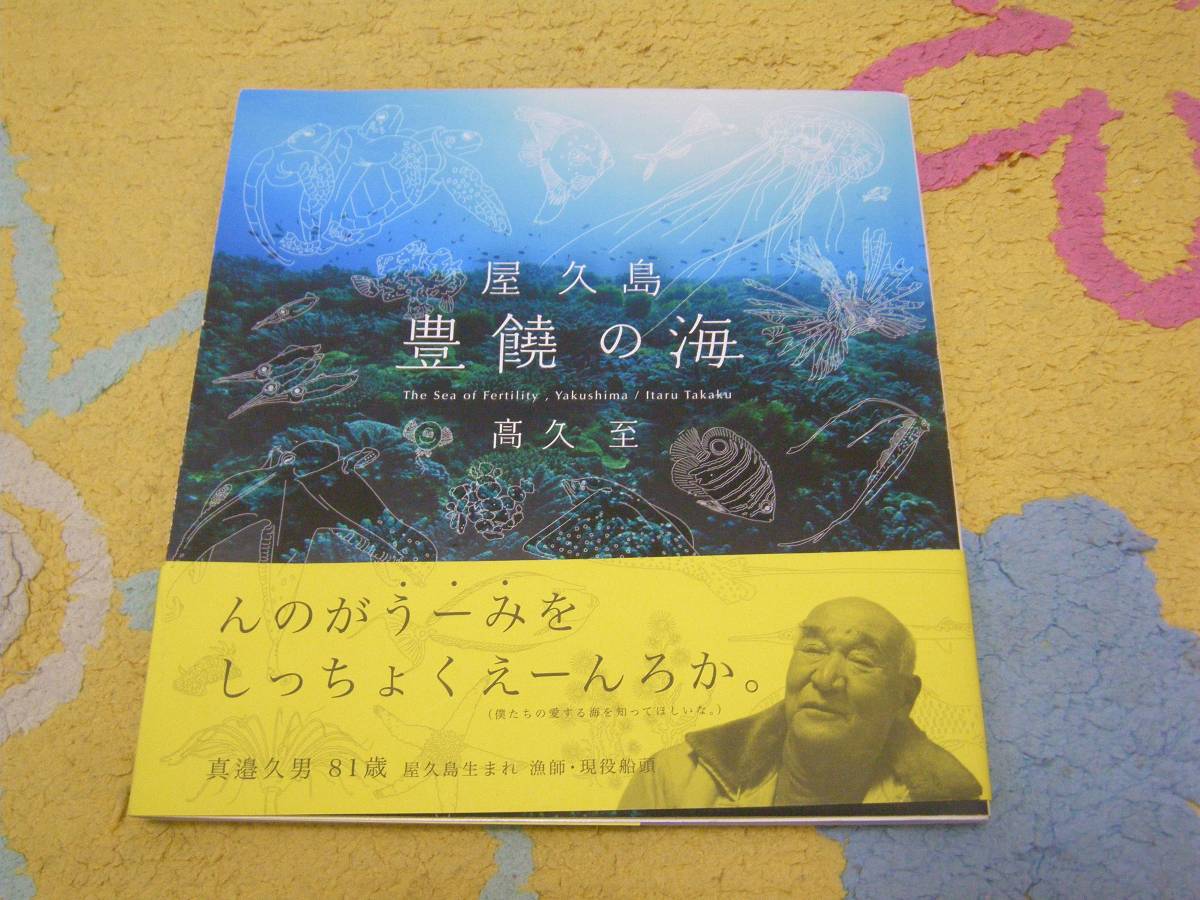 屋久島
豊饒の海
The Sea of Fertility , Yakushima / Itaru Takaku
高久至
んのがうーみを
しっちょくえーんろか。
(僕たちの愛する海を知ってほしいな。)
真邉久男 81歳 屋久島生まれ 漁師・現役船頭